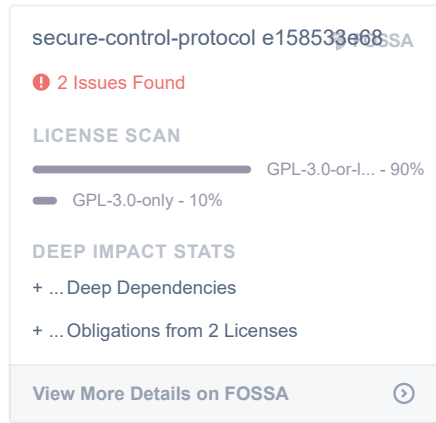 secure-control-protocol e158533e68 FOSSA
2 Issues Found
LICENSE SCAN
GPL-3.0-or-l... - 90%
GPL-3.0-only - 10%
DEEP IMPACT STATS
+ ... Deep Dependencies
+ ... Obligations from 2 Licenses
View More Details on FOSSA